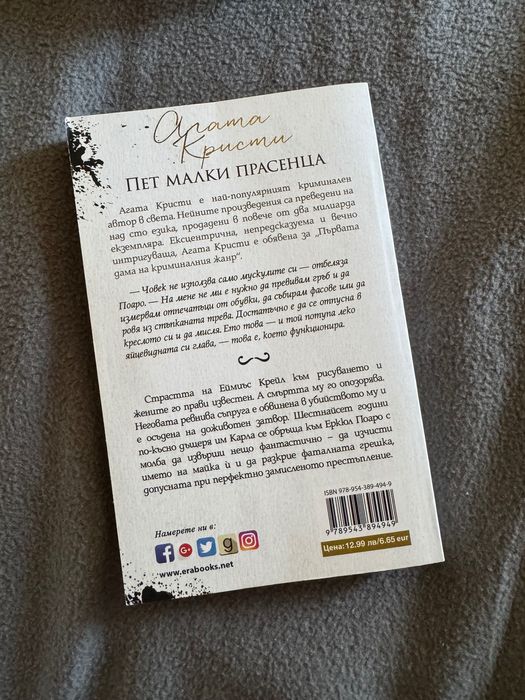 Агата
Кристи
ПЕТ МАЛКИ ПРАСЕНЦА
Агата Кристи е най-популярният криминален
автор в света. Нейните произведения са преведени на
над сто езика, продадени в повече от два милиарда
екземпляра. Ексцентрична, непредсказуема и вечно
интригуваща, Агата Кристи е обявена за „Първата
дама на криминалния жанр“.
— Човек не използва само мускулите си — отбеляза
Поаро. — На мене не ми е нужно да превивам гръб и да
измервам отпечатъци от обувки, да събирам фасове или да
ровя из стъпканата трева. Достатъчно е да се отпусна в
креслото си и да мисля. Ето това — и той потупа леко
яйцевидната си глава, — това е, което функционира.
Страстта на Еймиъс Крейл към рисуването и
жените го прави известен. А смъртта му го опозорява.
Неговата ревнива съпруга е обвинена в убийството му и
е осъдена на доживотен затвор. Шестнайсет години
по-късно дъщеря им Карла се обръща към Еркюл Поаро с
молба да извърши нещо фантастично – да изчисти
името на майка ѝ и да разкрие фаталната грешка,
допусната при перфектно замисленото престъпление.
Намерете ни в:
f G+ g
www.erabooks.net
ISBN 978-954-389-494-9
9 789543 894949
Цена: 12.99 лв/6.65 eur